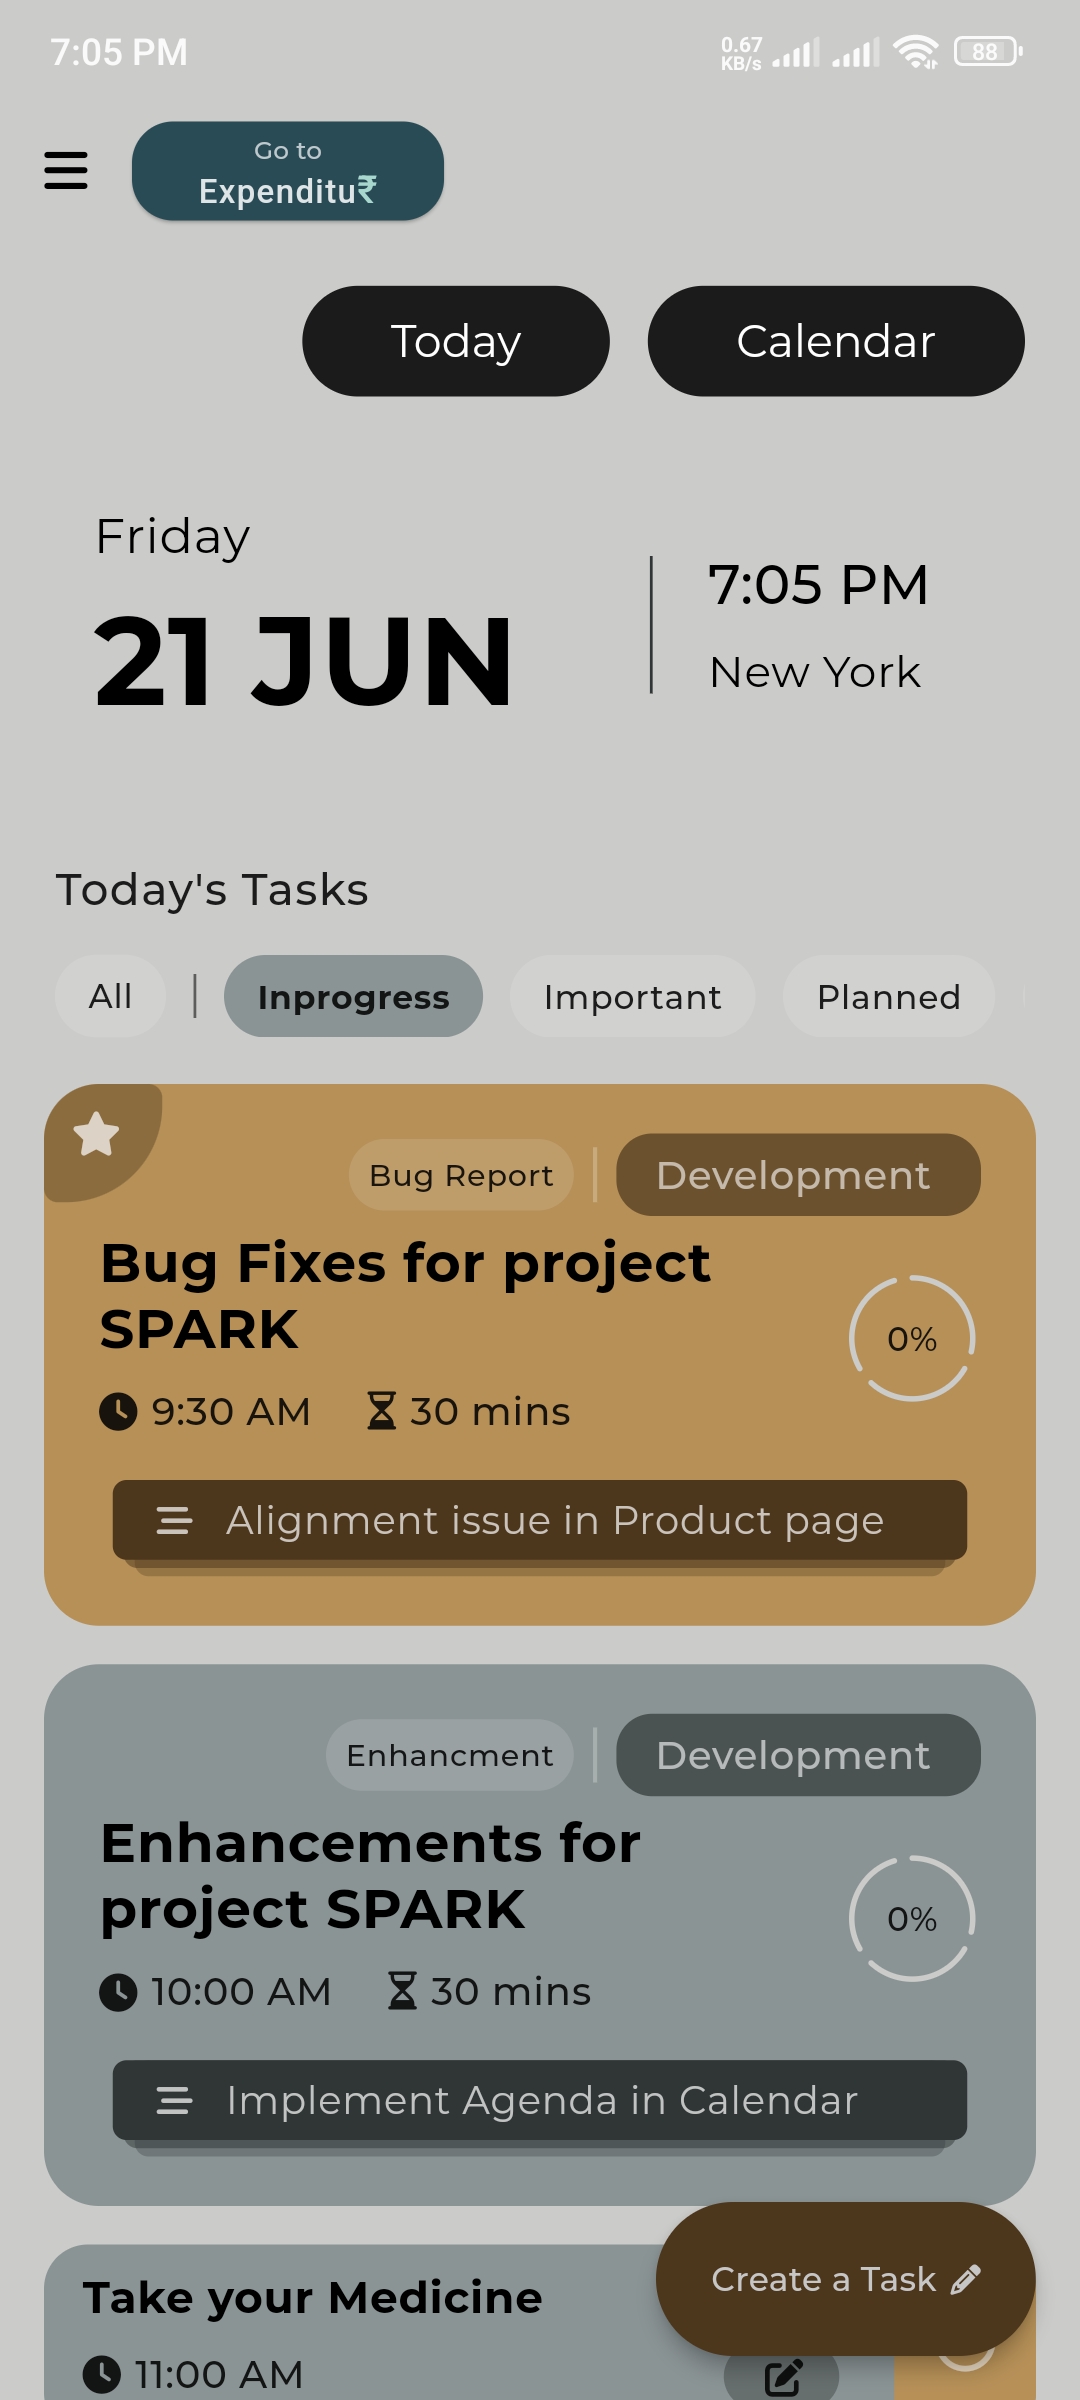 7:05 PM
0.67
KB/s
88
Go to
Expenditu₹
Today
Calendar
Friday
21 JUN
7:05 PM
New York
Today's Tasks
All
Inprogress
Important
Planned
Bug Report
Development
Bug Fixes for project
SPARK
0%
9:30 AM
30 mins
Alignment issue in Product page
Enhancment
Development
Enhancements for
project SPARK
0%
10:00 AM
30 mins
Implement Agenda in Calendar
Create a Task
Take your Medicine
11:00 AM